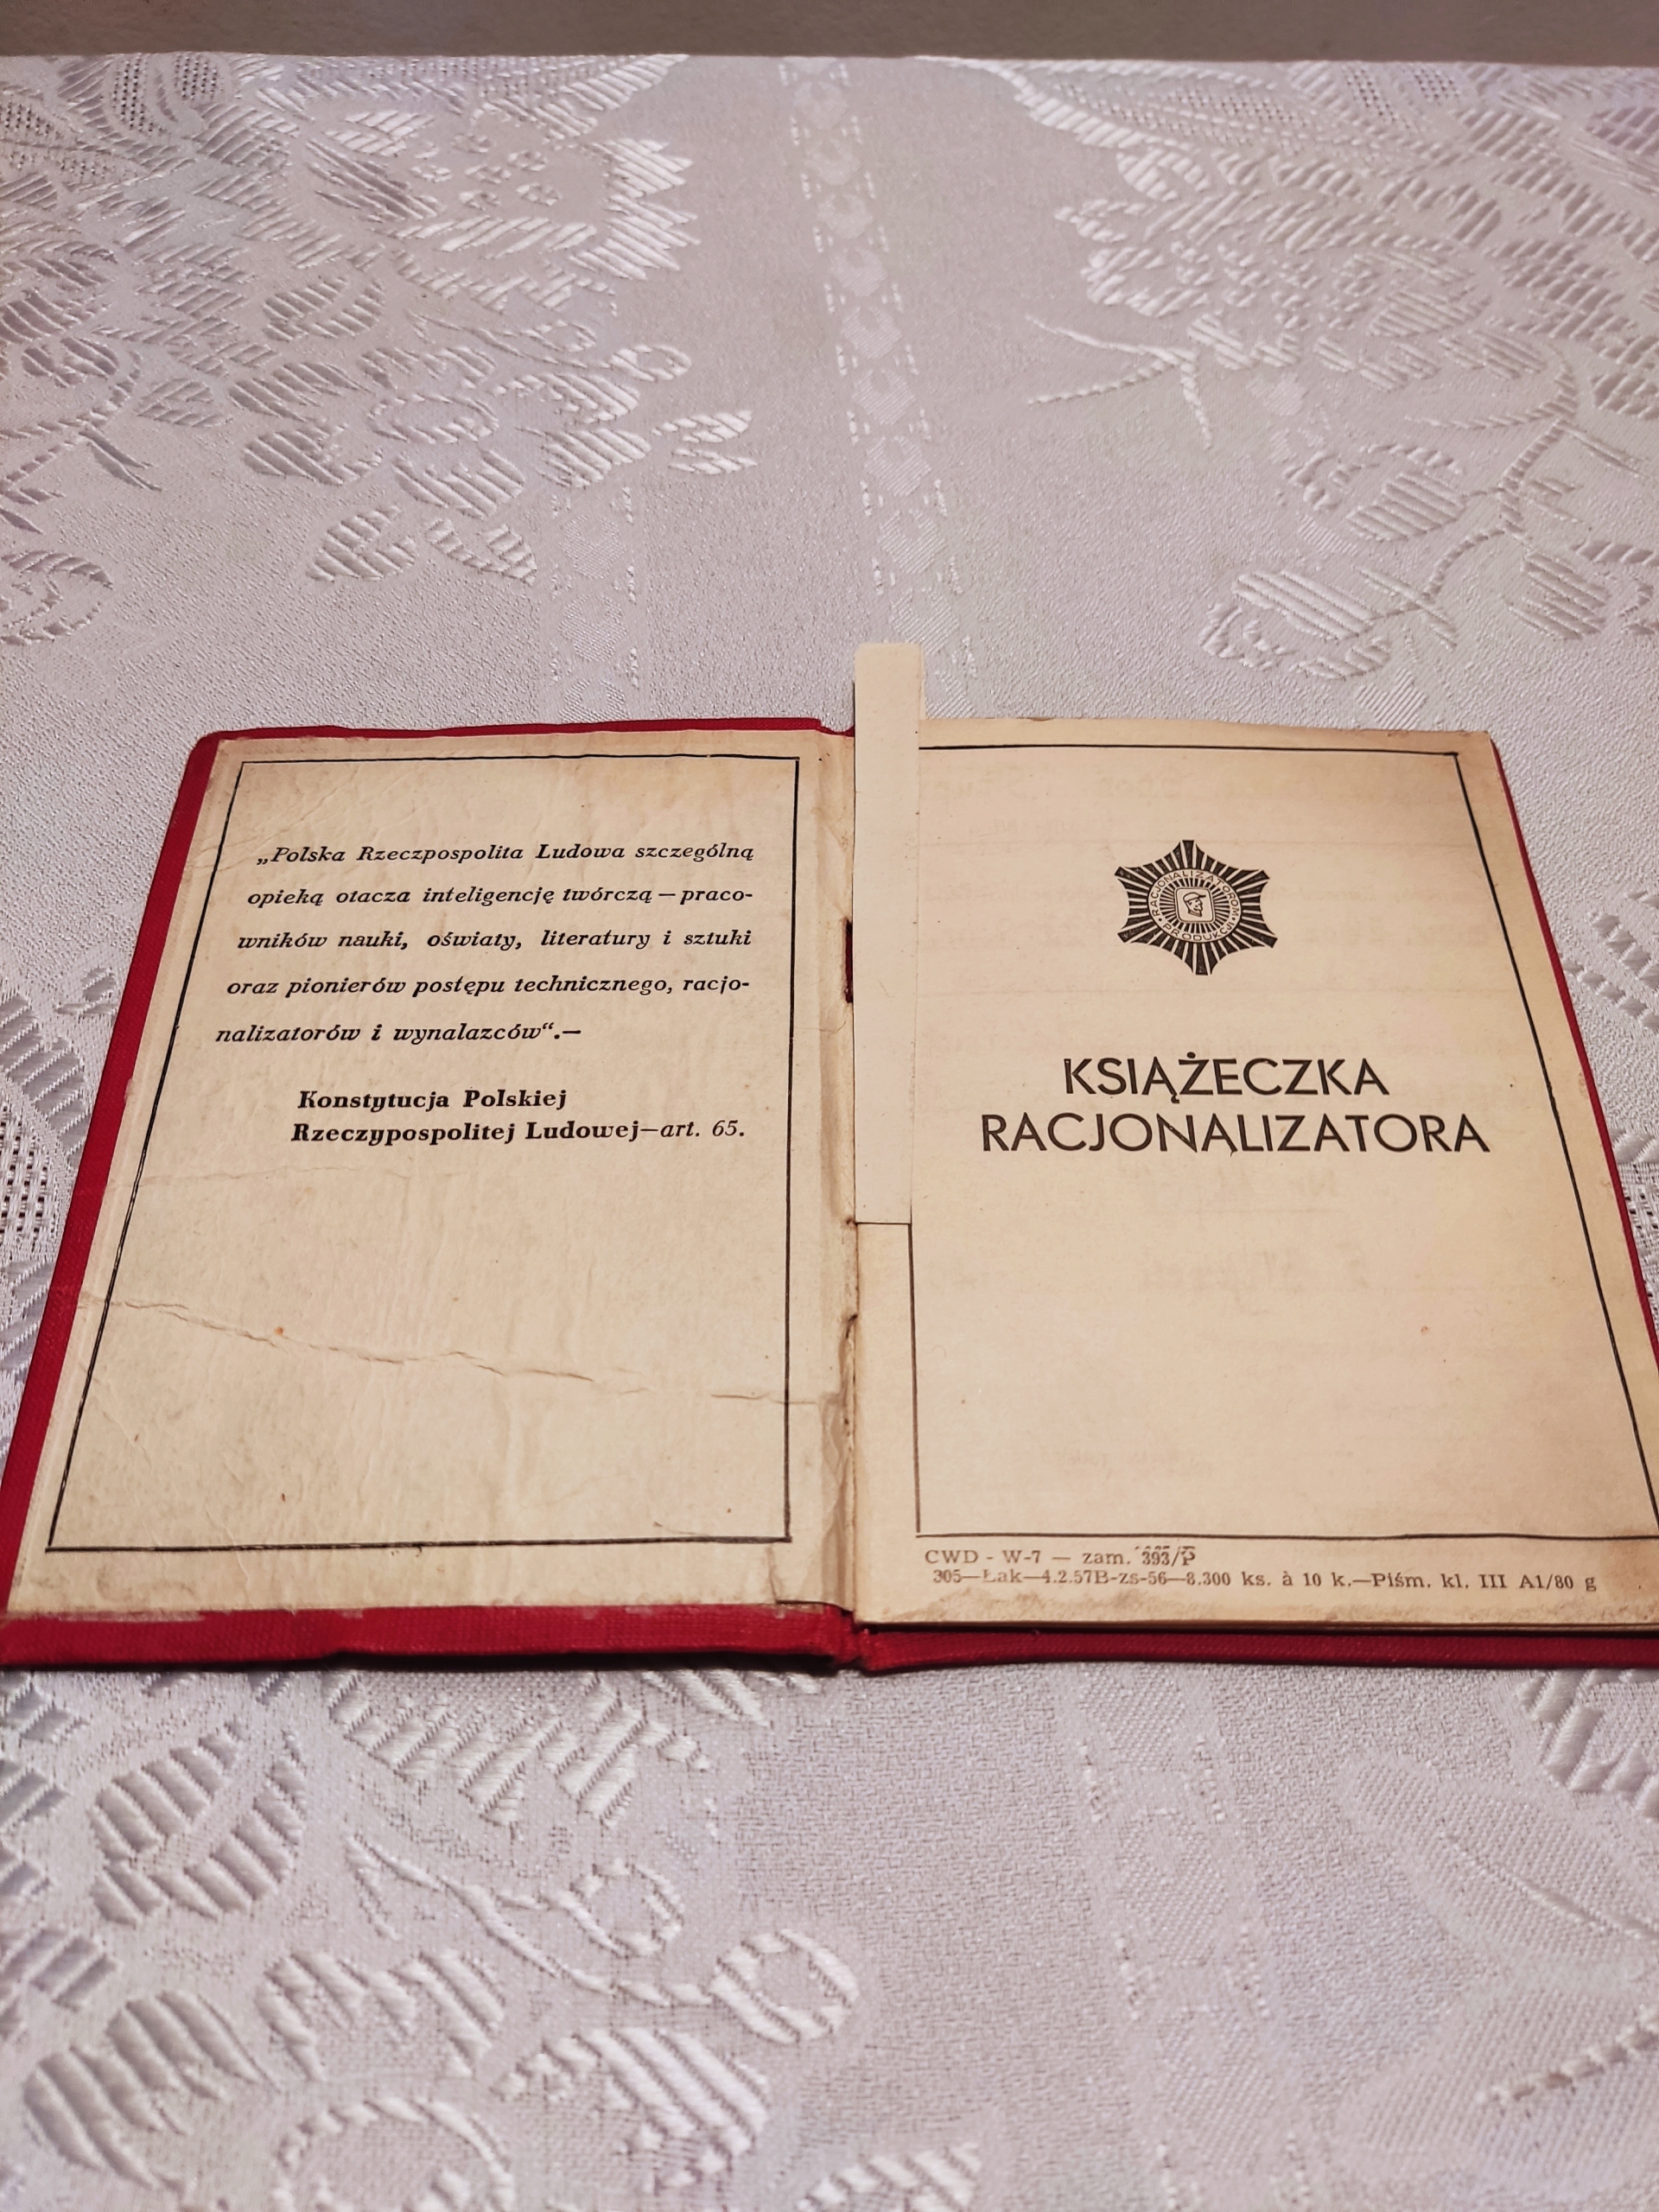 „Polska Rzeczpospolita Ludowa szczególną
opieką otacza inteligencję twórczą — praco-
wników nauki, oświaty, literatury i sztuki
oraz pionierów postępu technicznego, racjo-
nalizatorów i wynalazców“.—
Konstytucja Polskiej
Rzeczypospolitej Ludowej—art. 65.
RACJONALIZATOROM
PRODUKCJI
KSIĄŻECZKA
RACJONALIZATORA
CWD - W-7 — zam. 393/P
305—Łak—4.2.57B-zs-56—8.300 ks. à 10 k.—Piśm. kl. III A1/80 g